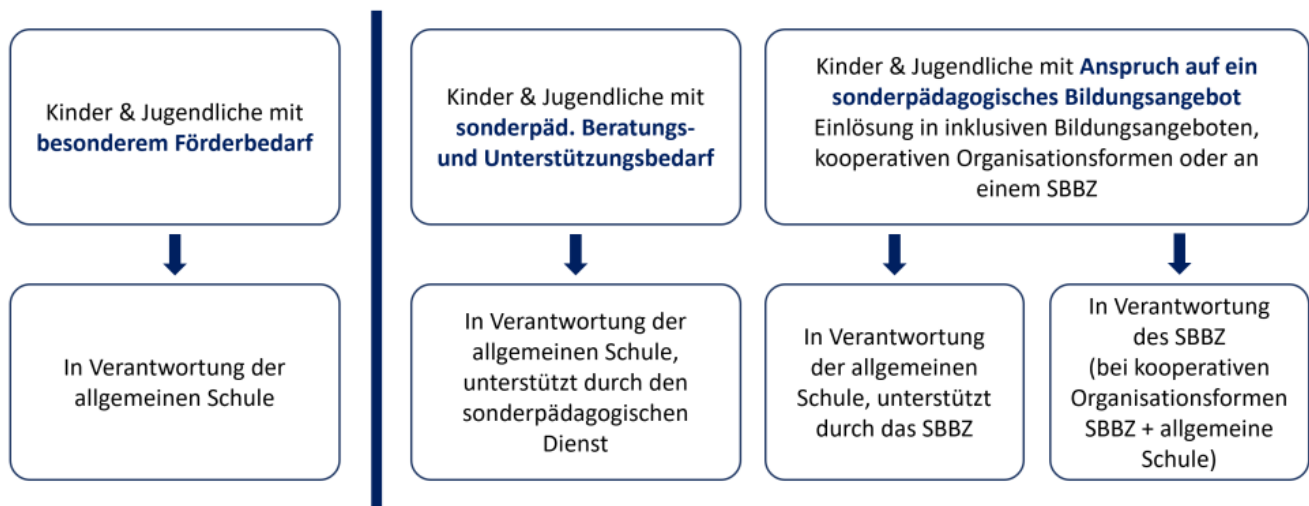 Kinder & Jugendliche mit
besonderem Förderbedarf
In Verantwortung der
allgemeinen Schule
Kinder & Jugendliche mit
sonderpäd. Beratungs-
und Unterstützungsbedarf
In Verantwortung der
allgemeinen Schule,
unterstützt durch den
sonderpädagogischen
Dienst
Kinder & Jugendliche mit Anspruch auf ein
sonderpädagogisches Bildungsangebot
Einlösung in inklusiven Bildungsangeboten,
kooperativen Organisationsformen oder an
einem SBBZ
In Verantwortung
der allgemeinen
Schule, unterstützt
durch das SBBZ
In Verantwortung
des SBBZ
(bei kooperativen
Organisationsformen
SBBZ + allgemeine
Schule)